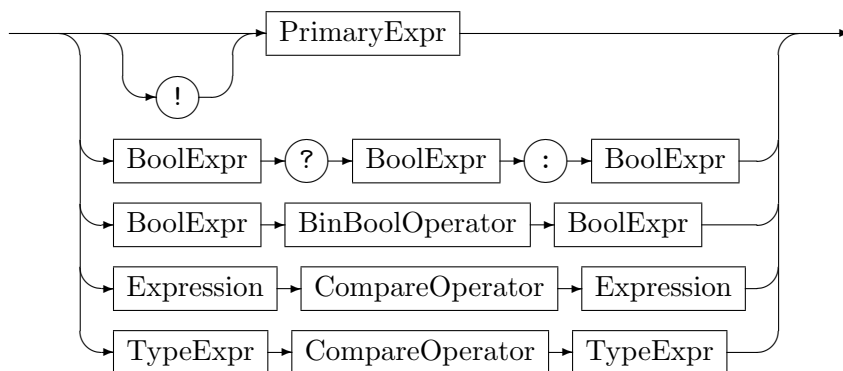 PrimaryExpr
!
BoolExpr ? BoolExpr : BoolExpr
BoolExpr BinBoolOperator BoolExpr
Expression CompareOperator Expression
TypeExpr CompareOperator TypeExpr